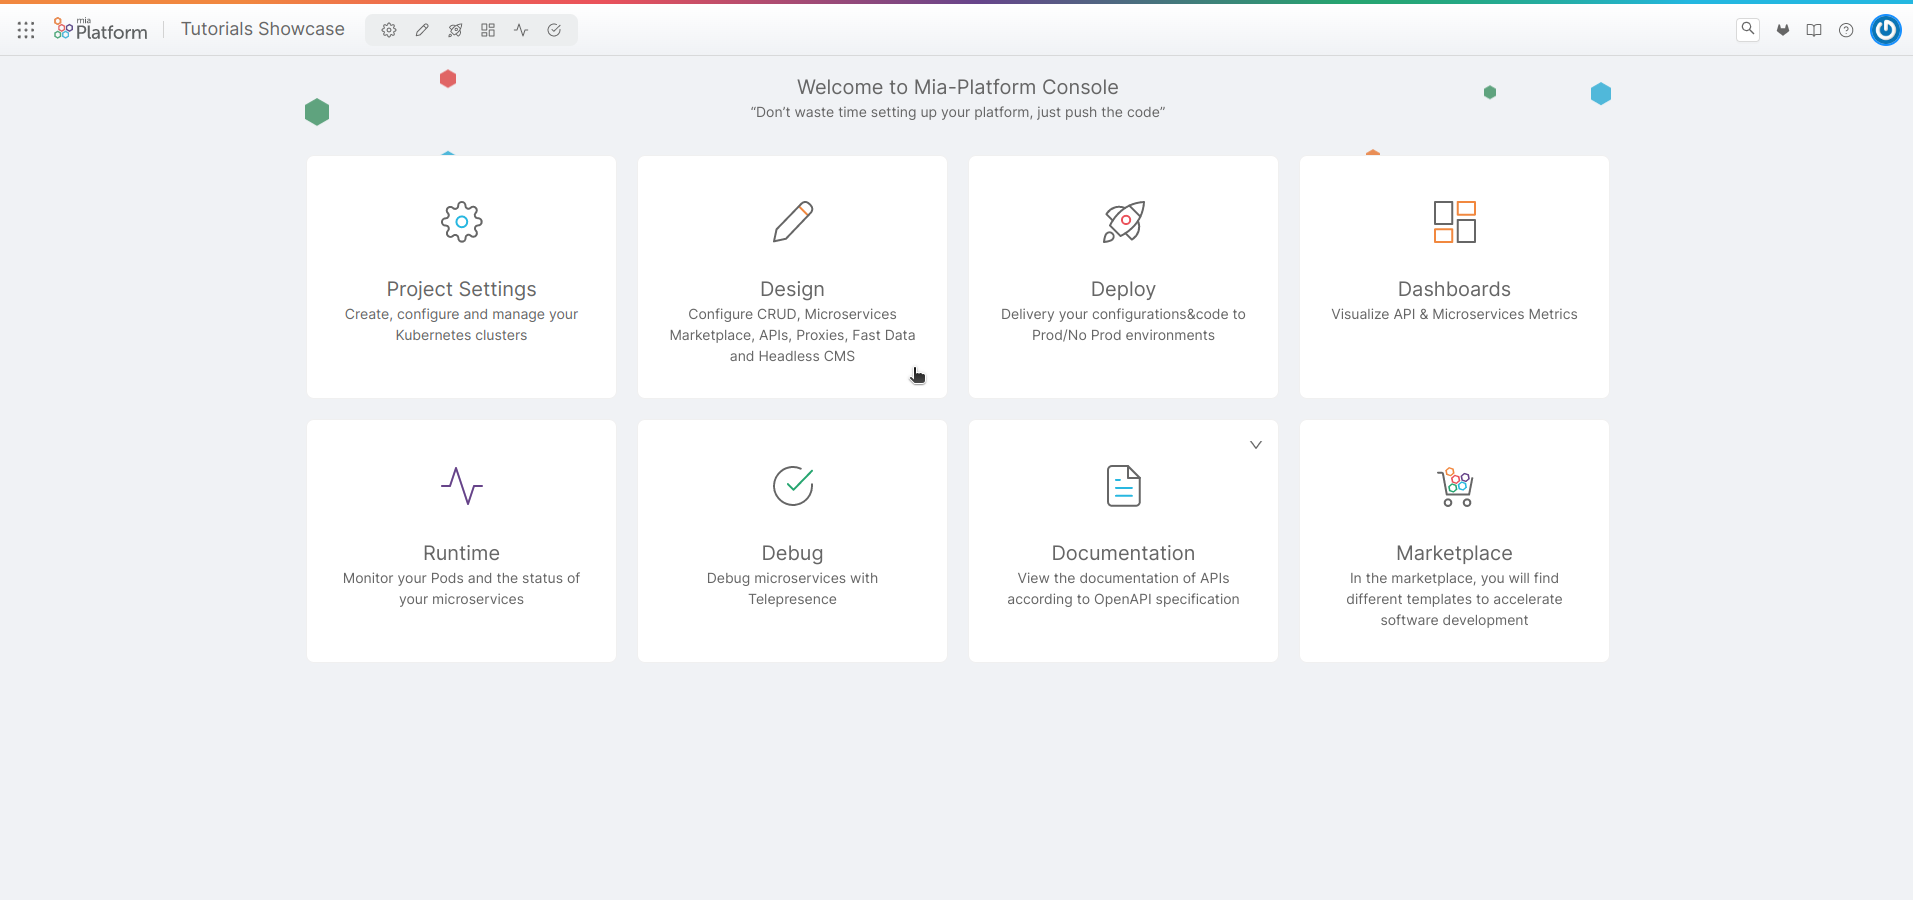 mia
Platform
Tutorials Showcase
Welcome to Mia-Platform Console
“Don’t waste time setting up your platform, just push the code”
Project Settings
Create, configure and manage your
Kubernetes clusters
Design
Configure CRUD, Microservices
Marketplace, APIs, Proxies, Fast Data
and Headless CMS
Deploy
Delivery your configurations&code to
Prod/No Prod environments
Dashboards
Visualize API & Microservices Metrics
Runtime
Monitor your Pods and the status of
your microservices
Debug
Debug microservices with
Telepresence
Documentation
View the documentation of APIs
according to OpenAPI specification
Marketplace
In the marketplace, you will find
different templates to accelerate
software development